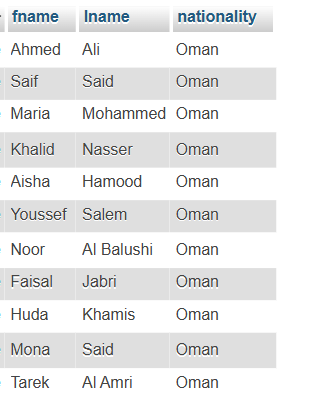 fname lname nationality
Ahmed Ali Oman
Saif Said Oman
Maria Mohammed Oman
Khalid Nasser Oman
Aisha Hamood Oman
Youssef Salem Oman
Noor Al Balushi Oman
Faisal Jabri Oman
Huda Khamis Oman
Mona Said Oman
Tarek Al Amri Oman